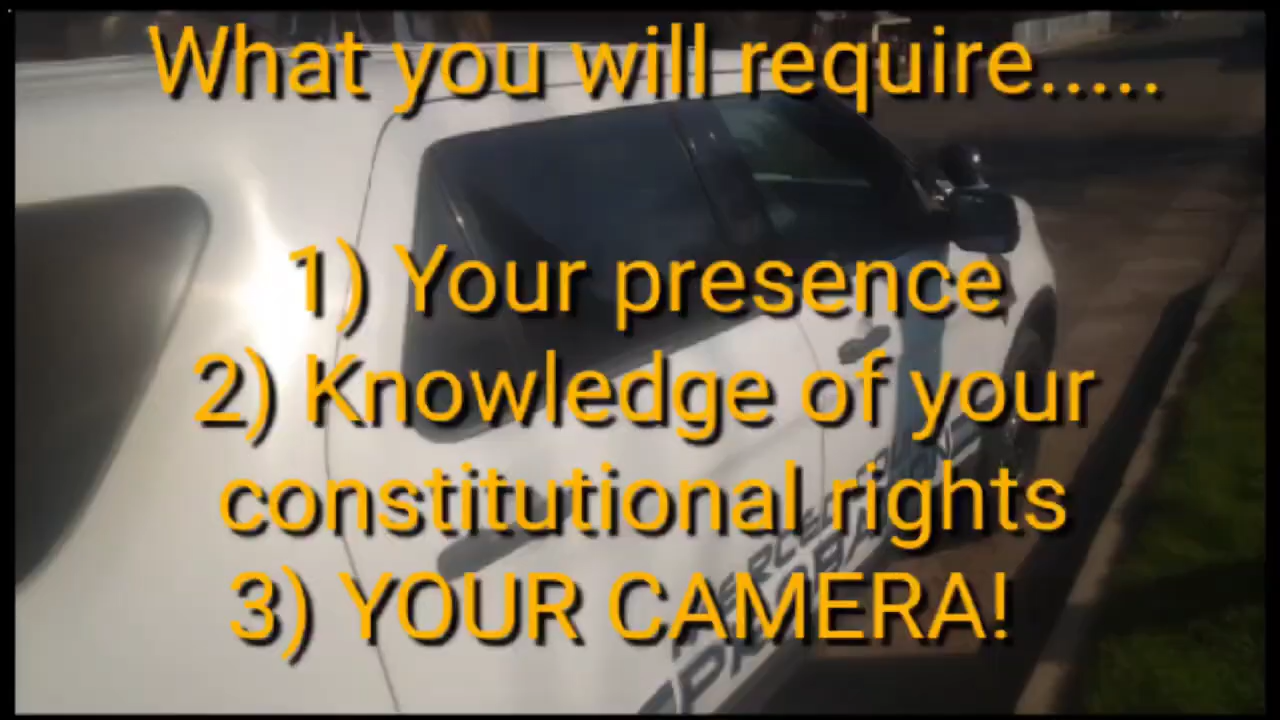 What you will require.....
1) Your presence
2) Knowledge of your
constitutional rights
3) YOUR CAMERA!